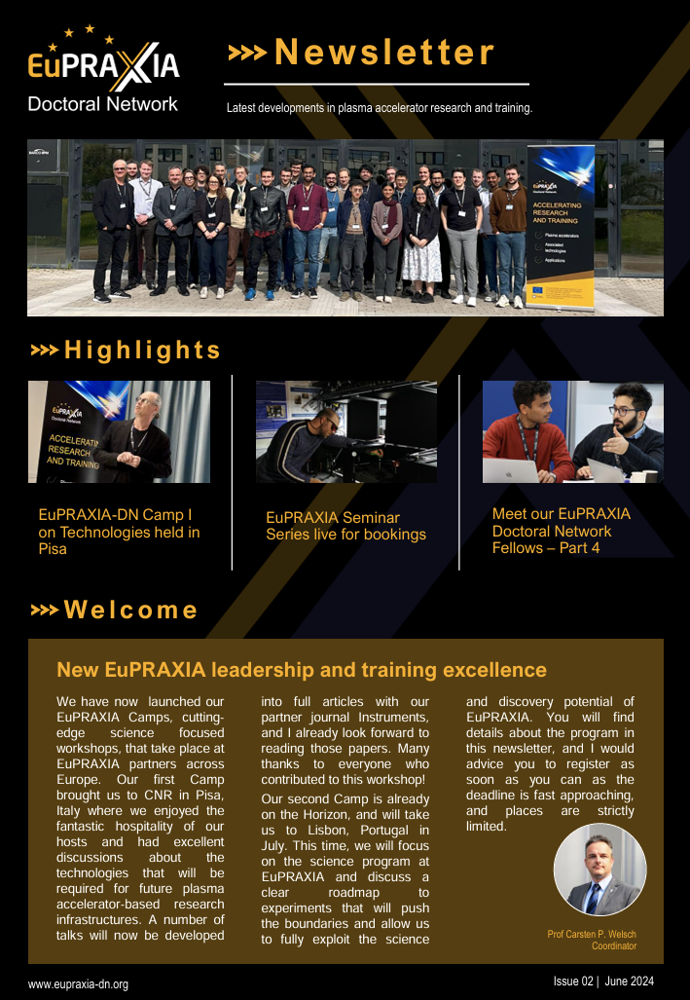 EuPRAXIA
Doctoral Network
>>> Newsletter
Latest developments in plasma accelerator research and training.
EuPRAXIA
Doctoral Network
ACCELERATING
RESEARCH
AND TRAINING
Plasma accelerators
Associated
technologies
Applications
>>> Highlights
EuPRAXIA
Doctoral Network
ACCELERATIN
RESEARCH
AND TRAINING
EuPRAXIA-DN Camp I
on Technologies held in
Pisa
EuPRAXIA Seminar
Series live for bookings
Meet our EuPRAXIA
Doctoral Network
Fellows – Part 4
>>> Welcome
New EuPRAXIA leadership and training excellence
We have now launched our
EuPRAXIA Camps, cutting-
edge science focused
workshops, that take place at
EuPRAXIA partners across
Europe. Our first Camp
brought us to CNR in Pisa,
Italy where we enjoyed the
fantastic hospitality of our
hosts and had excellent
discussions about the
technologies that will be
required for future plasma
accelerator-based research
infrastructures. A number of
talks will now be developed
into full articles with our
partner journal Instruments,
and I already look forward to
reading those papers. Many
thanks to everyone who
contributed to this workshop!
Our second Camp is already
on the Horizon, and will take
us to Lisbon, Portugal in
July. This time, we will focus
on the science program at
EuPRAXIA and discuss a
clear roadmap to
experiments that will push
the boundaries and allow us
to fully exploit the science
and discovery potential of
EuPRAXIA. You will find
details about the program in
this newsletter, and I would
advice you to register as
soon as you can as the
deadline is fast approaching,
and places are strictly
limited.
Prof Carsten P. Welsch
Coordinator
www.eupraxia-dn.org
Issue 02 | June 2024